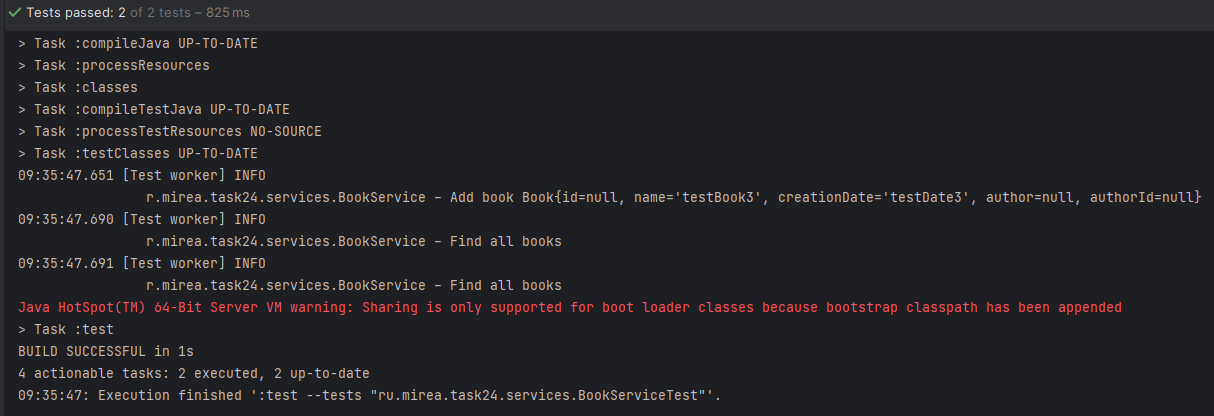 Tests passed: 2 of 2 tests – 825 ms
> Task :compileJava UP-TO-DATE
> Task :processResources
> Task :classes
> Task :compileTestJava UP-TO-DATE
> Task :processTestResources NO-SOURCE
> Task :testClasses UP-TO-DATE
09:35:47.651 [Test worker] INFO
r.mirea.task24.services.BookService – Add book Book{id=null, name='testBook3', creationDate='testDate3', author=null, authorId=null}
09:35:47.690 [Test worker] INFO
r.mirea.task24.services.BookService – Find all books
09:35:47.691 [Test worker] INFO
r.mirea.task24.services.BookService – Find all books
Java HotSpot(TM) 64-Bit Server VM warning: Sharing is only supported for boot loader classes because bootstrap classpath has been appended
> Task :test
BUILD SUCCESSFUL in 1s
4 actionable tasks: 2 executed, 2 up-to-date
09:35:47: Execution finished ':test --tests "ru.mirea.task24.services.BookServiceTest"'.